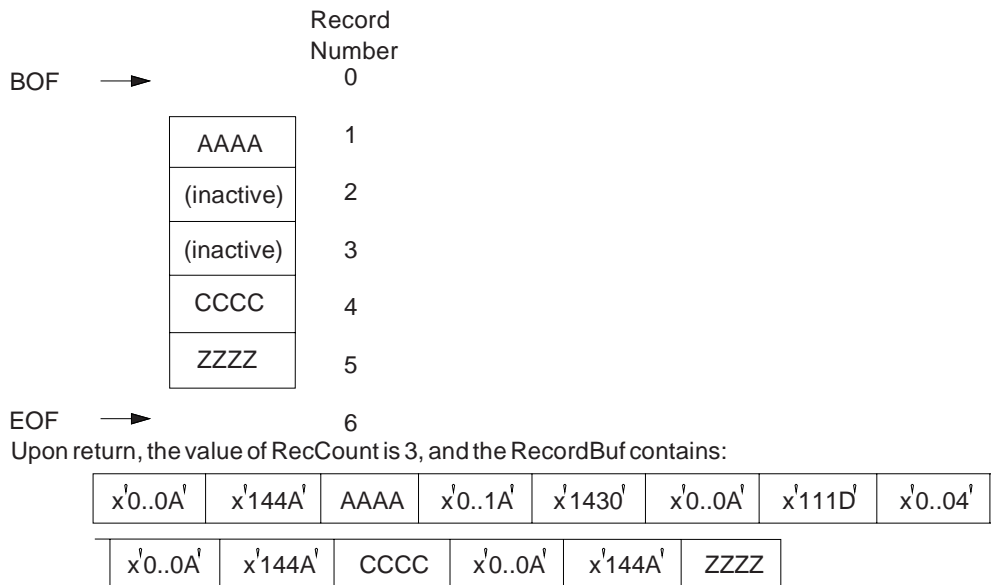 Record
Number
BOF 0
AAAA 1
(inactive) 2
(inactive) 3
CCCC 4
ZZZZ 5
EOF 6
Upon return, the value of RecCount is 3, and the RecordBuf contains:
x'0..0A' x'144A' AAAA x'0..1A' x'1430' x'0..0A' x'111D' x'0..04'
x'0..0A' x'144A' CCCC x'0..0A' x'144A' ZZZZ